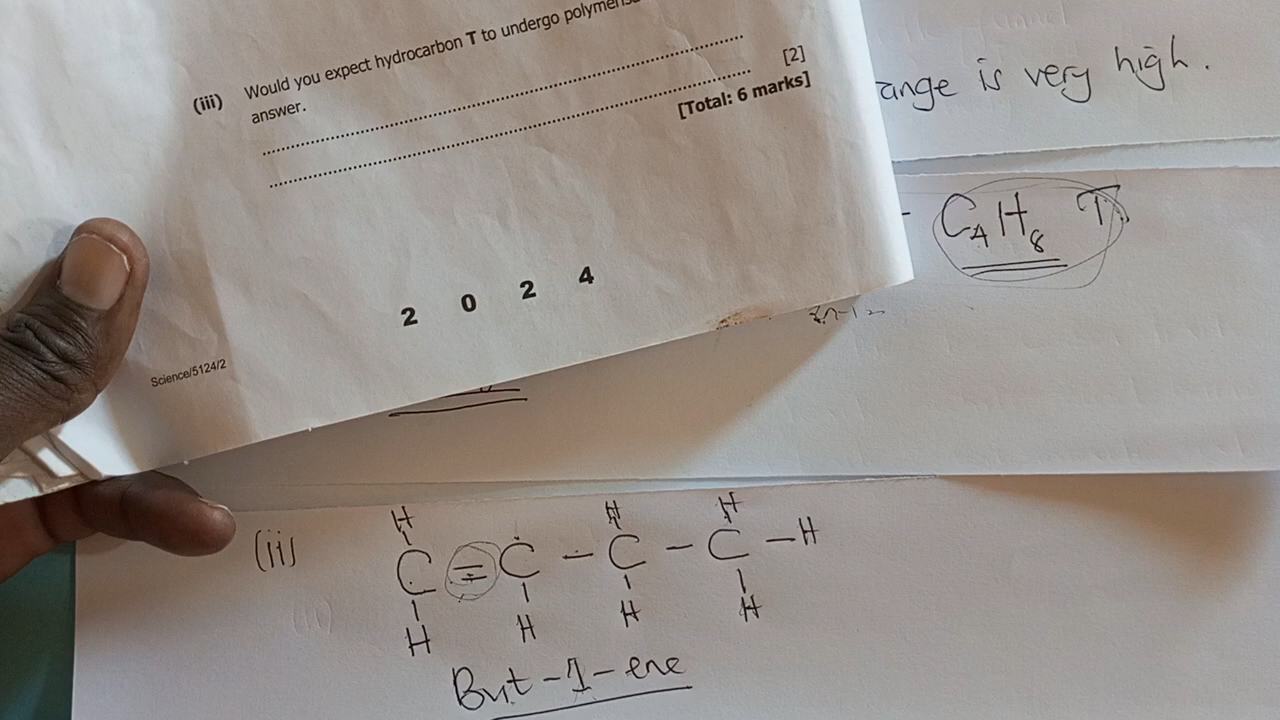 (iii) Would you expect hydrocarbon T to undergo
answer.
[2]
[Total: 6 marks]
2 0 2 4
Science/5124/2
ange is very high.
C₄H₈ T
(ii)
H H H
C = C - C - C - H
H H H H
But-1-ene